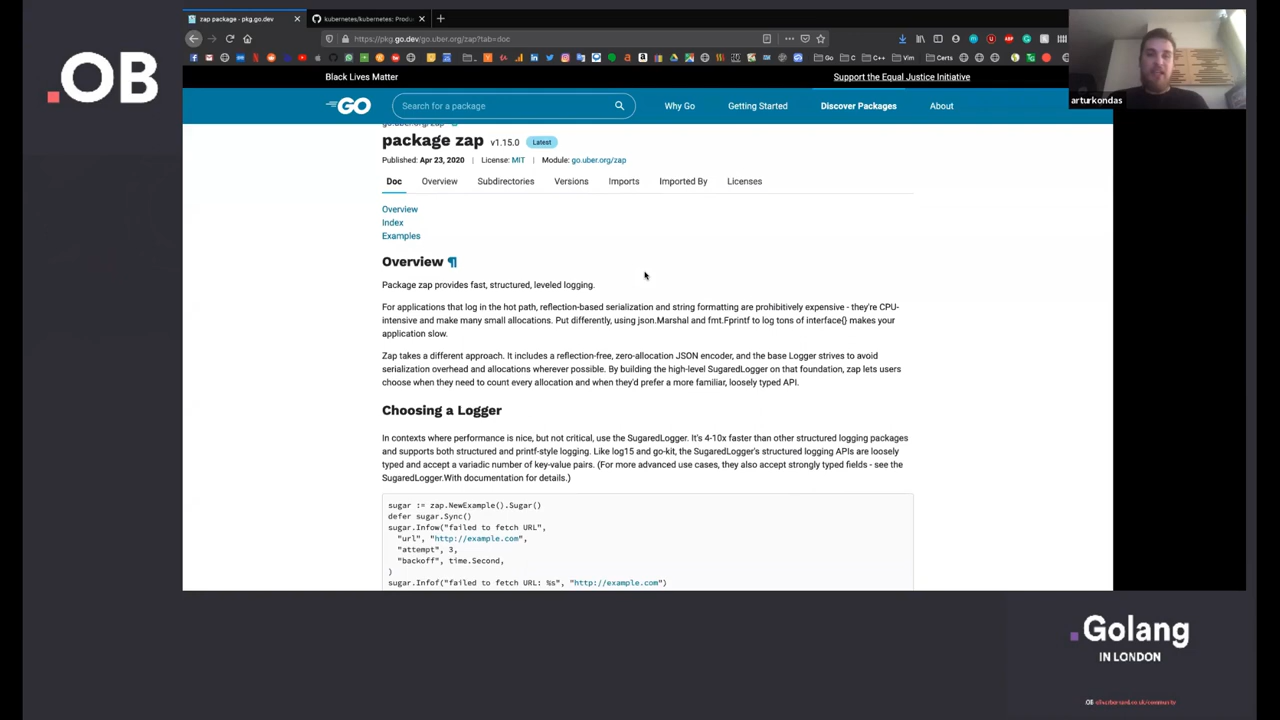 .OB
zap package - pkg.go.dev
kubernetes/kubernetes: Produ
https://pkg.go.dev/go.uber.org/zap?tab=doc
Go
C
C++
Vim
Certs
arturkondas
Black Lives Matter
Support the Equal Justice Initiative
GO
Search for a package
Why Go
Getting Started
Discover Packages
About
go.uber.org/zap
package zap v1.15.0 Latest
Published: Apr 23, 2020 | License: MIT | Module: go.uber.org/zap
Doc Overview Subdirectories Versions Imports Imported By Licenses
Overview
Index
Examples
Overview ¶
Package zap provides fast, structured, leveled logging.
For applications that log in the hot path, reflection-based serialization and string formatting are prohibitively expensive - they're CPU-
intensive and make many small allocations. Put differently, using json.Marshal and fmt.Fprintf to log tons of interface{} makes your
application slow.
Zap takes a different approach. It includes a reflection-free, zero-allocation JSON encoder, and the base Logger strives to avoid
serialization overhead and allocations wherever possible. By building the high-level SugaredLogger on that foundation, zap lets users
choose when they need to count every allocation and when they'd prefer a more familiar, loosely typed API.
Choosing a Logger
In contexts where performance is nice, but not critical, use the SugaredLogger. It's 4-10x faster than other structured logging packages
and supports both structured and printf-style logging. Like log15 and go-kit, the SugaredLogger's structured logging APIs are loosely
typed and accept a variadic number of key-value pairs. (For more advanced use cases, they also accept strongly typed fields - see the
SugaredLogger.With documentation for details.)
sugar := zap.NewExample().Sugar()
defer sugar.Sync()
sugar.Infow("failed to fetch URL",
"url", "http://example.com",
"attempt", 3,
"backoff", time.Second,
)
sugar.Infof("failed to fetch URL: %s", "http://example.com")
.Golang
IN LONDON
.OB